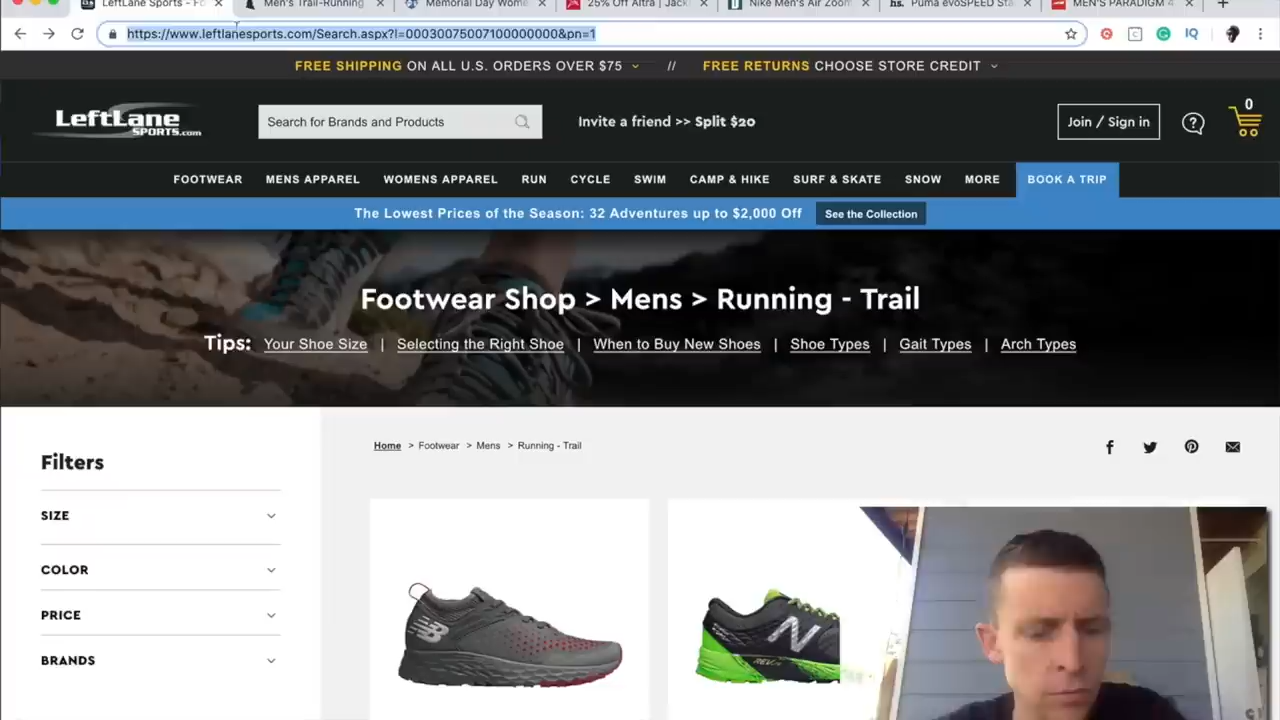 LeftLane Sports - Fo
Men's Trail-Running
Memorial Day Wome
25% Off Altra | Jack
Nike Men's Air Zoom
Puma evoSPEED Sta
MEN'S PARADIGM 4
https://www.leftlanesports.com/Search.aspx?l=00030075007100000000&pn=1
FREE SHIPPING ON ALL U.S. ORDERS OVER $75 // FREE RETURNS CHOOSE STORE CREDIT
LeftLane
SPORTS.com
Search for Brands and Products
Invite a friend >> Split $20
Join / Sign in
0
FOOTWEAR MENS APPAREL WOMENS APPAREL RUN CYCLE SWIM CAMP & HIKE SURF & SKATE SNOW MORE BOOK A TRIP
The Lowest Prices of the Season: 32 Adventures up to $2,000 Off See the Collection
Footwear Shop > Mens > Running - Trail
Tips: Your Shoe Size | Selecting the Right Shoe | When to Buy New Shoes | Shoe Types | Gait Types | Arch Types
Filters
Home > Footwear > Mens > Running - Trail
SIZE
COLOR
PRICE
BRANDS